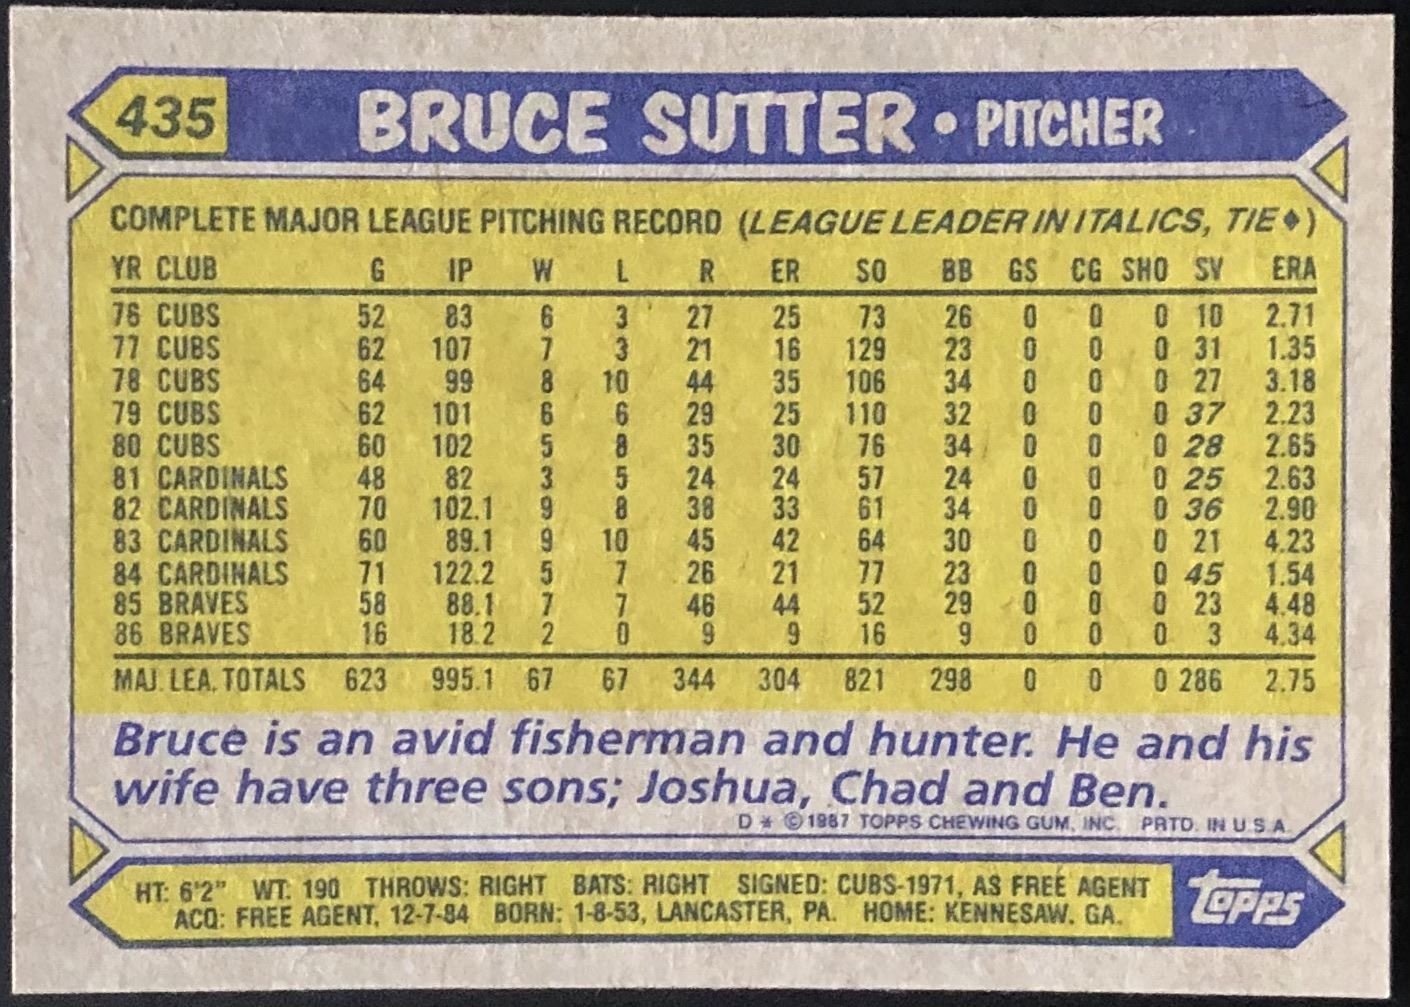 435 BRUCE SUTTER • PITCHER
COMPLETE MAJOR LEAGUE PITCHING RECORD (LEAGUE LEADER IN ITALICS, TIE♦)
YR CLUB G IP W L R ER SO BB GS CG SHO SV ERA
76 CUBS 52 83 6 3 27 25 73 26 0 0 0 10 2.71
77 CUBS 62 107 7 3 21 16 129 23 0 0 0 31 1.35
78 CUBS 64 99 8 10 44 35 106 34 0 0 0 27 3.18
79 CUBS 62 101 6 6 29 25 110 32 0 0 0 37 2.23
80 CUBS 60 102 5 8 35 30 76 34 0 0 0 28 2.65
81 CARDINALS 48 82 3 5 24 24 57 24 0 0 0 25 2.63
82 CARDINALS 70 102.1 9 8 38 33 61 34 0 0 0 36 2.90
83 CARDINALS 60 89.1 9 10 45 42 64 30 0 0 0 21 4.23
84 CARDINALS 71 122.2 5 7 26 21 77 23 0 0 0 45 1.54
85 BRAVES 58 88.1 7 7 46 44 52 29 0 0 0 23 4.48
86 BRAVES 16 18.2 2 0 9 9 16 9 0 0 0 3 4.34
MAJ. LEA. TOTALS 623 995.1 67 67 344 304 821 298 0 0 0 286 2.75
Bruce is an avid fisherman and hunter. He and his
wife have three sons; Joshua, Chad and Ben.
D * ©1987 TOPPS CHEWING GUM, INC. PRTD. IN U.S.A.
HT: 6'2" WT: 190 THROWS: RIGHT BATS: RIGHT SIGNED: CUBS-1971, AS FREE AGENT
ACQ: FREE AGENT, 12-7-84 BORN: 1-8-53, LANCASTER, PA. HOME: KENNESAW. GA.
TOPPS